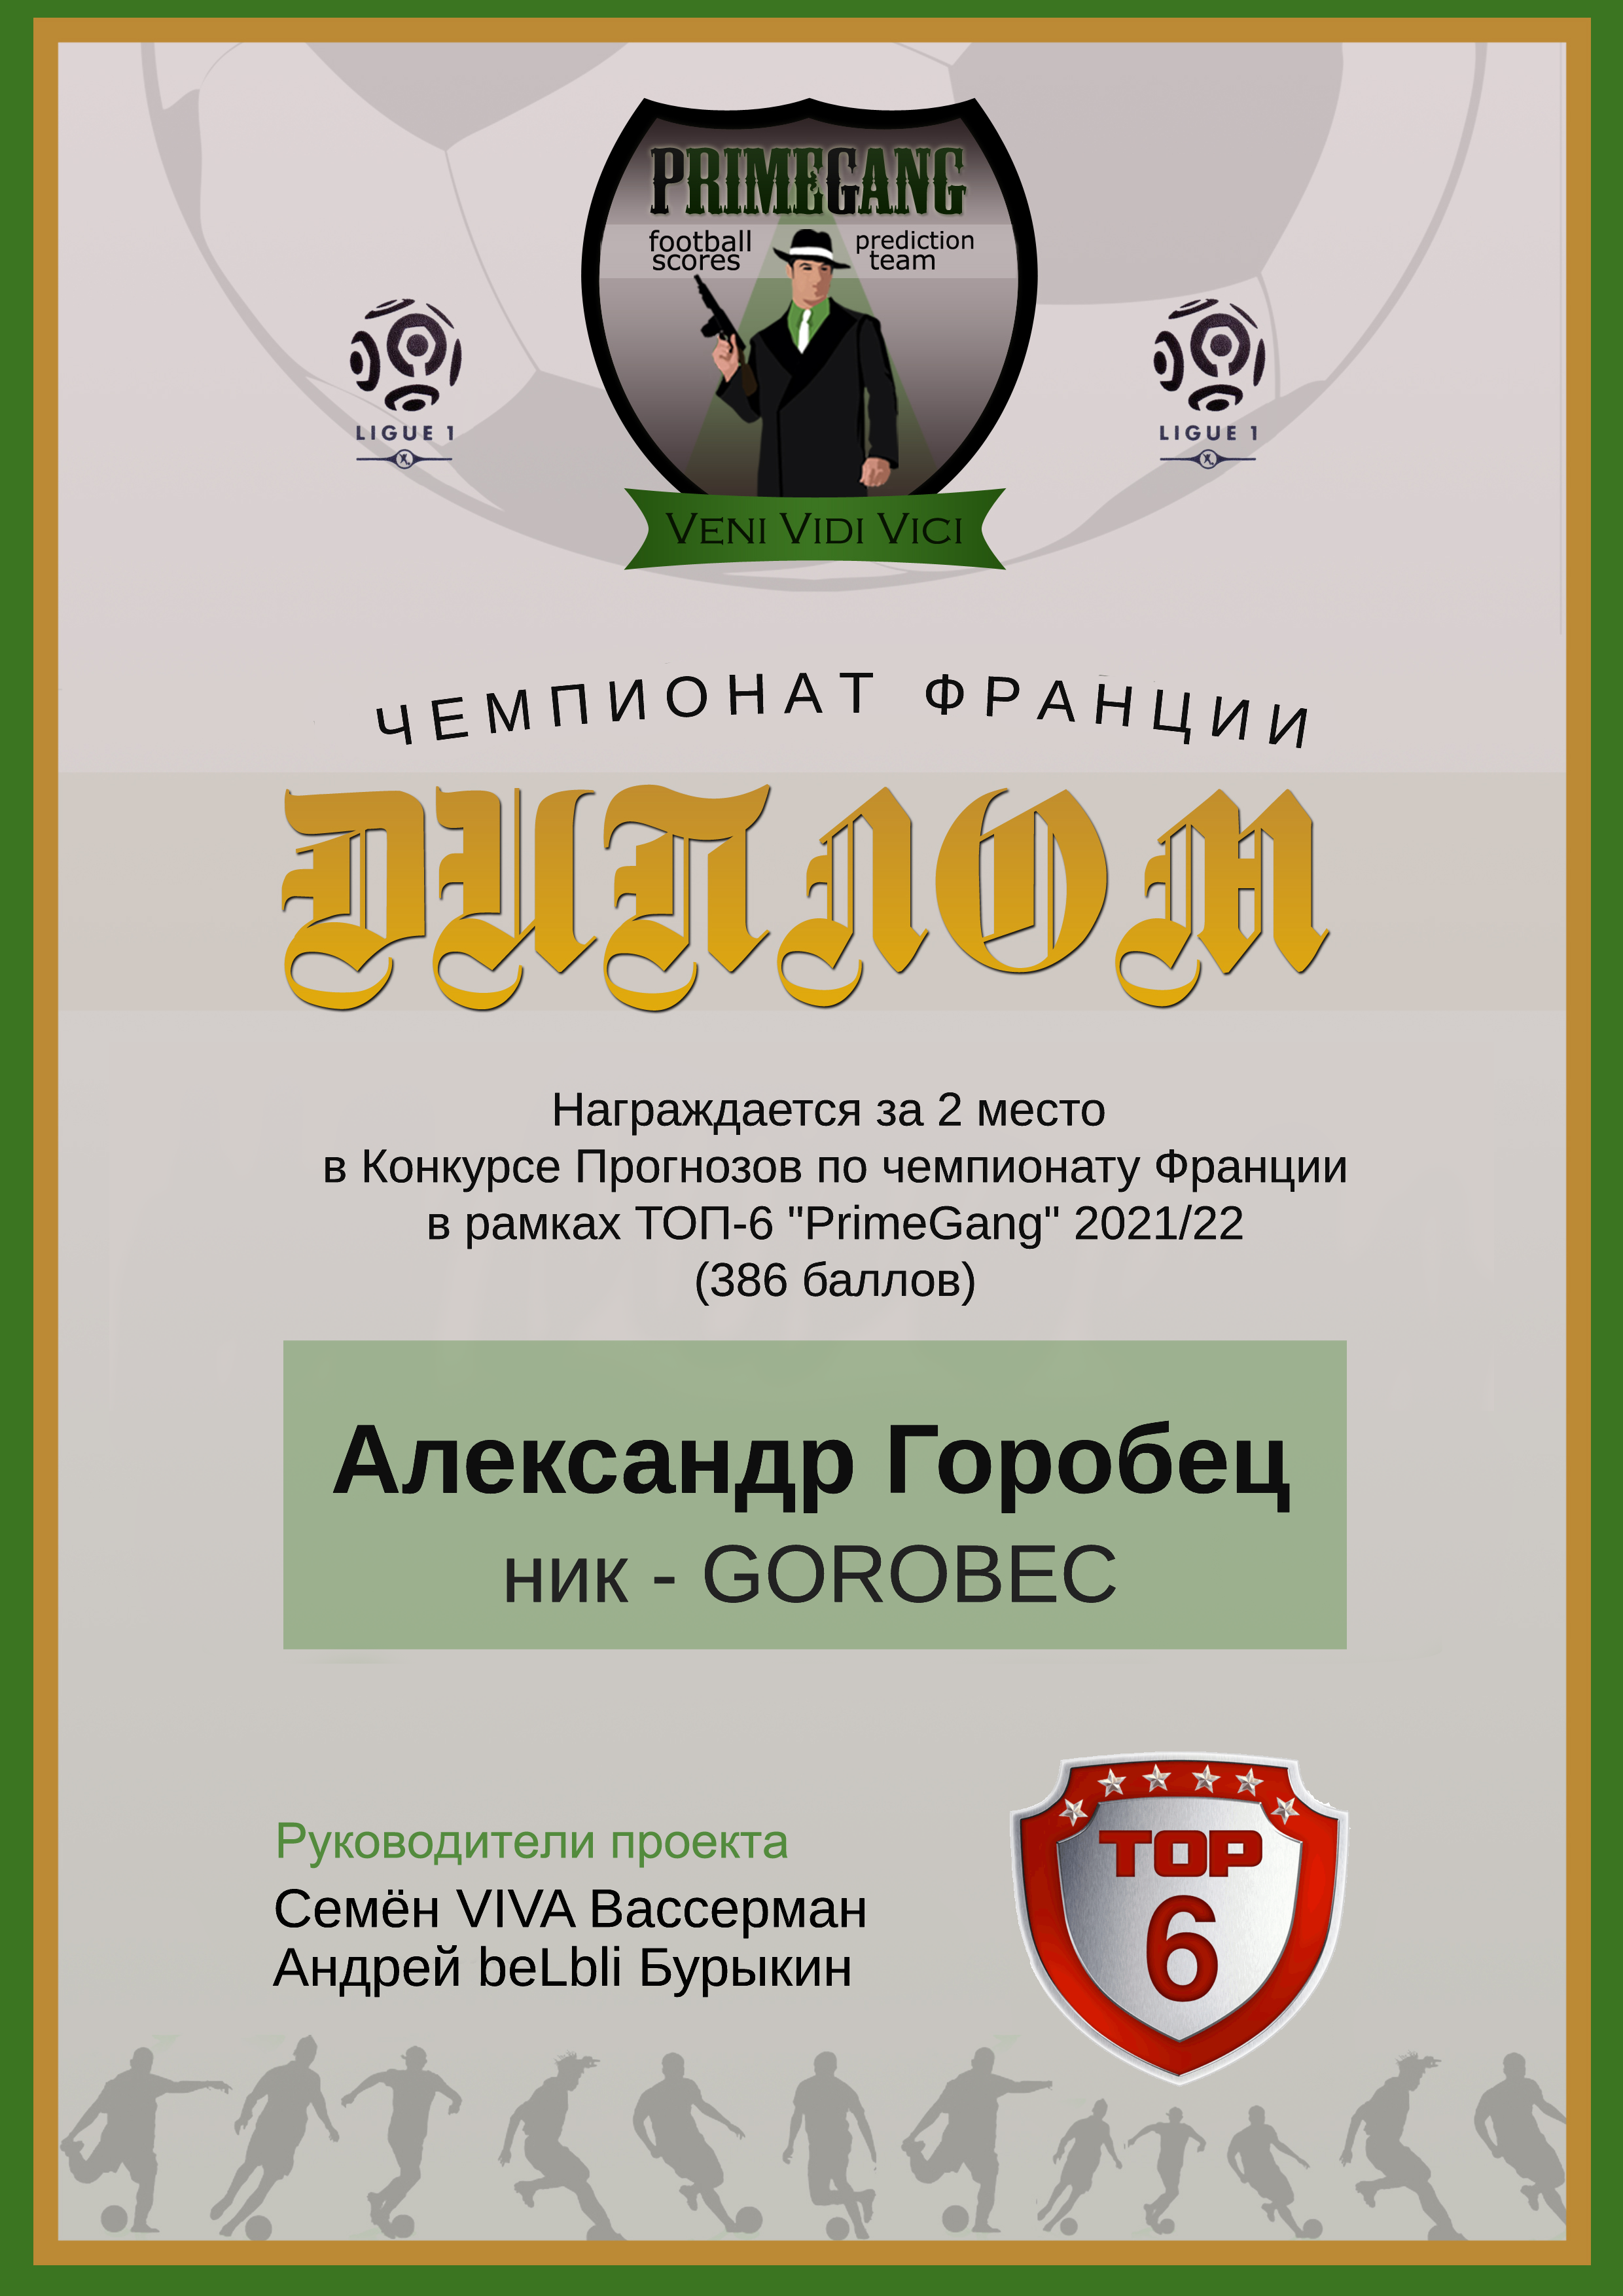 PRIMEGANG
football prediction
scores team
LIGUE 1
LIGUE 1
VENI VIDI VICI
ЧЕМПИОНАТ ФРАНЦИИ
ДИПЛОМ
Награждается за 2 место
в Конкурсе Прогнозов по чемпионату Франции
в рамках ТОП-6 "PrimeGang" 2021/22
(386 баллов)
Александр Горобец
ник - GOROBEC
Руководители проекта
Семён VIVA Вассерман
Андрей beLbli Бурыкин
TOP
6